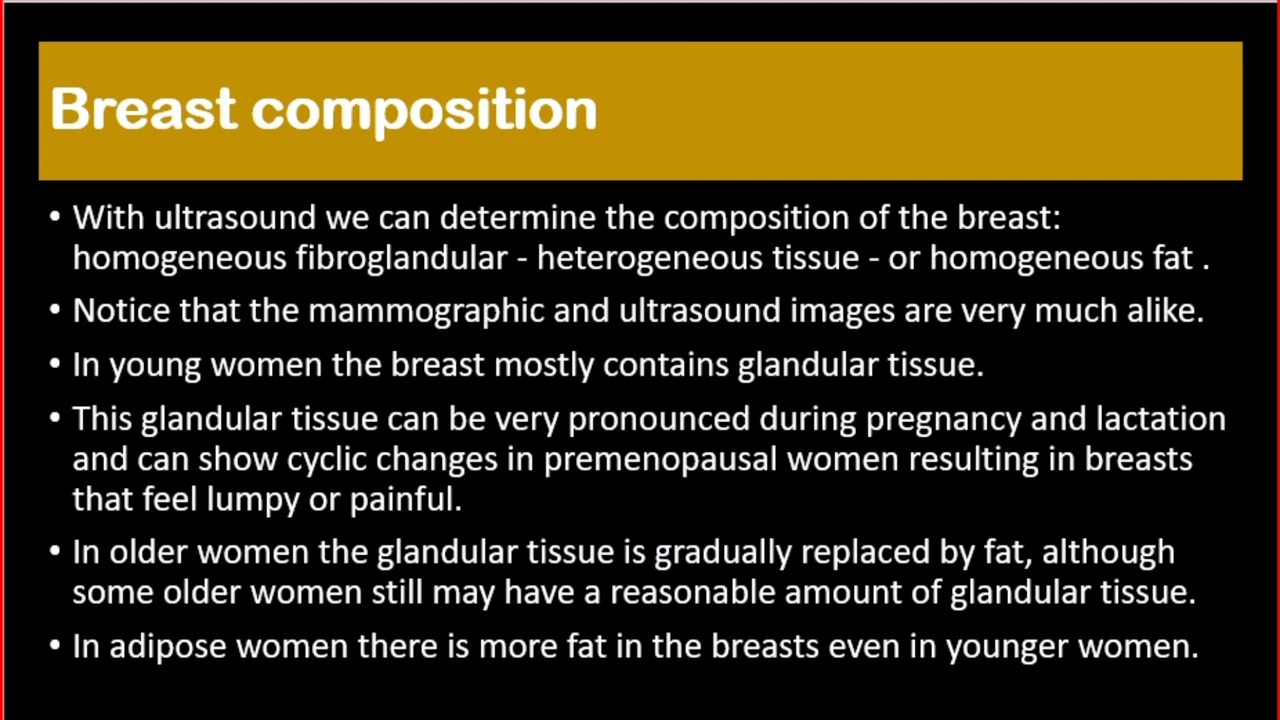 Breast composition
• With ultrasound we can determine the composition of the breast:
homogeneous fibroglandular - heterogeneous tissue - or homogeneous fat .
• Notice that the mammographic and ultrasound images are very much alike.
• In young women the breast mostly contains glandular tissue.
• This glandular tissue can be very pronounced during pregnancy and lactation
and can show cyclic changes in premenopausal women resulting in breasts
that feel lumpy or painful.
• In older women the glandular tissue is gradually replaced by fat, although
some older women still may have a reasonable amount of glandular tissue.
• In adipose women there is more fat in the breasts even in younger women.